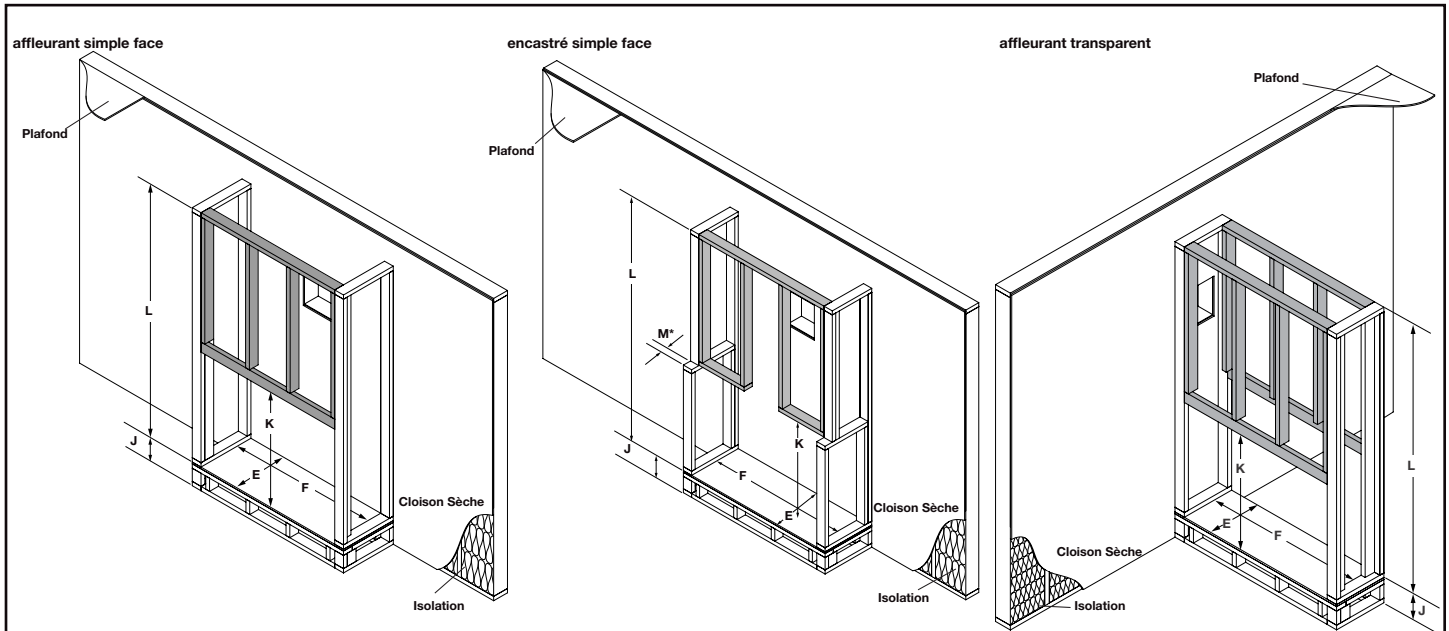 affleurant simple face
Plafond
L
K
J
E
F
Cloison Sèche
Isolation
encastré simple face
Plafond
L
M*
K
J
F
E
Cloison Sèche
Isolation
affleurant transparent
Plafond
L
K
E
F
J
Cloison Sèche
Isolation